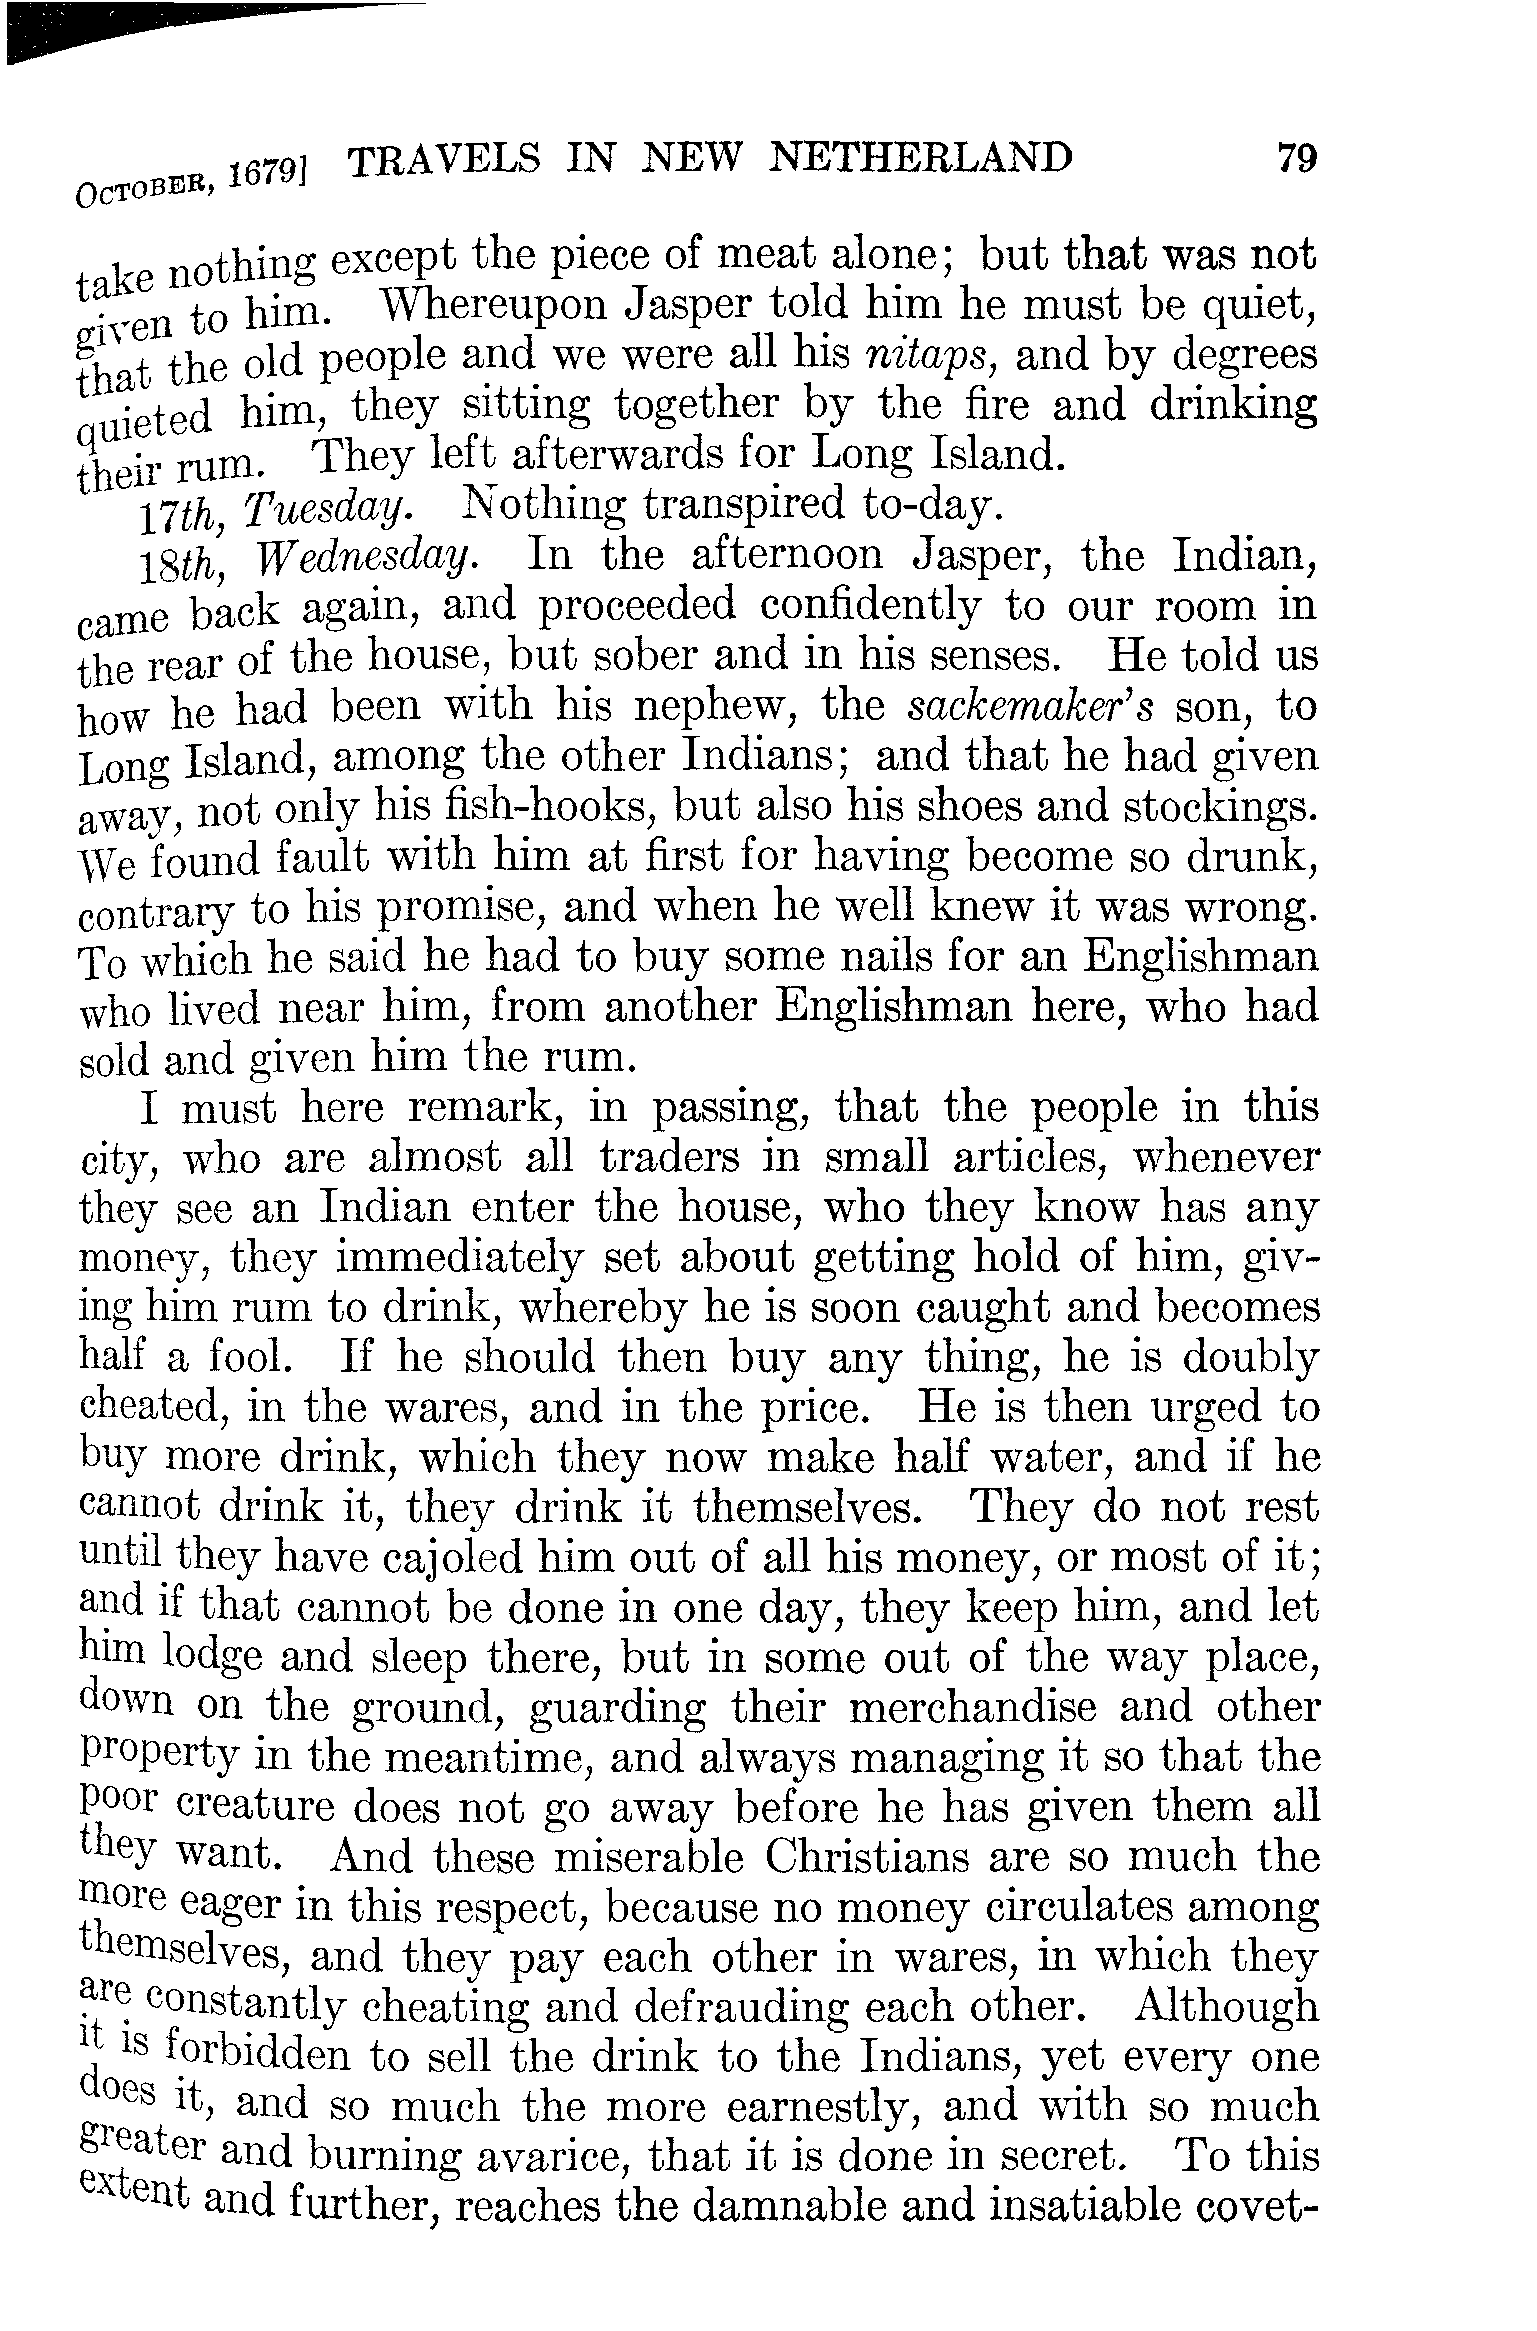 OCTOBER, 1679] TRAVELS IN NEW NETHERLAND 79
take nothing except the piece of meat alone; but that was not
given to him. Whereupon Jasper told him he must be quiet,
that the old people and we were all his nitaps, and by degrees
quieted him, they sitting together by the fire and drinking
their rum. They left afterwards for Long Island.
17th, Tuesday. Nothing transpired to-day.
18th, Wednesday. In the afternoon Jasper, the Indian,
came back again, and proceeded confidently to our room in
the rear of the house, but sober and in his senses. He told us
how he had been with his nephew, the sackemaker's son, to
Long Island, among the other Indians; and that he had given
away, not only his fish-hooks, but also his shoes and stockings.
We found fault with him at first for having become so drunk,
contrary to his promise, and when he well knew it was wrong.
To which he said he had to buy some nails for an Englishman
who lived near him, from another Englishman here, who had
sold and given him the rum.
I must here remark, in passing, that the people in this
city, who are almost all traders in small articles, whenever
they see an Indian enter the house, who they know has any
money, they immediately set about getting hold of him, giv-
ing him rum to drink, whereby he is soon caught and becomes
half a fool. If he should then buy any thing, he is doubly
cheated, in the wares, and in the price. He is then urged to
buy more drink, which they now make half water, and if he
cannot drink it, they drink it themselves. They do not rest
until they have cajoled him out of all his money, or most of it;
and if that cannot be done in one day, they keep him, and let
him lodge and sleep there, but in some out of the way place,
down on the ground, guarding their merchandise and other
property in the meantime, and always managing it so that the
poor creature does not go away before he has given them all
they want. And these miserable Christians are so much the
more eager in this respect, because no money circulates among
themselves, and they pay each other in wares, in which they
are constantly cheating and defrauding each other. Although
it is forbidden to sell the drink to the Indians, yet every one
does it, and so much the more earnestly, and with so much
greater and burning avarice, that it is done in secret. To this
extent and further, reaches the damnable and insatiable covet-